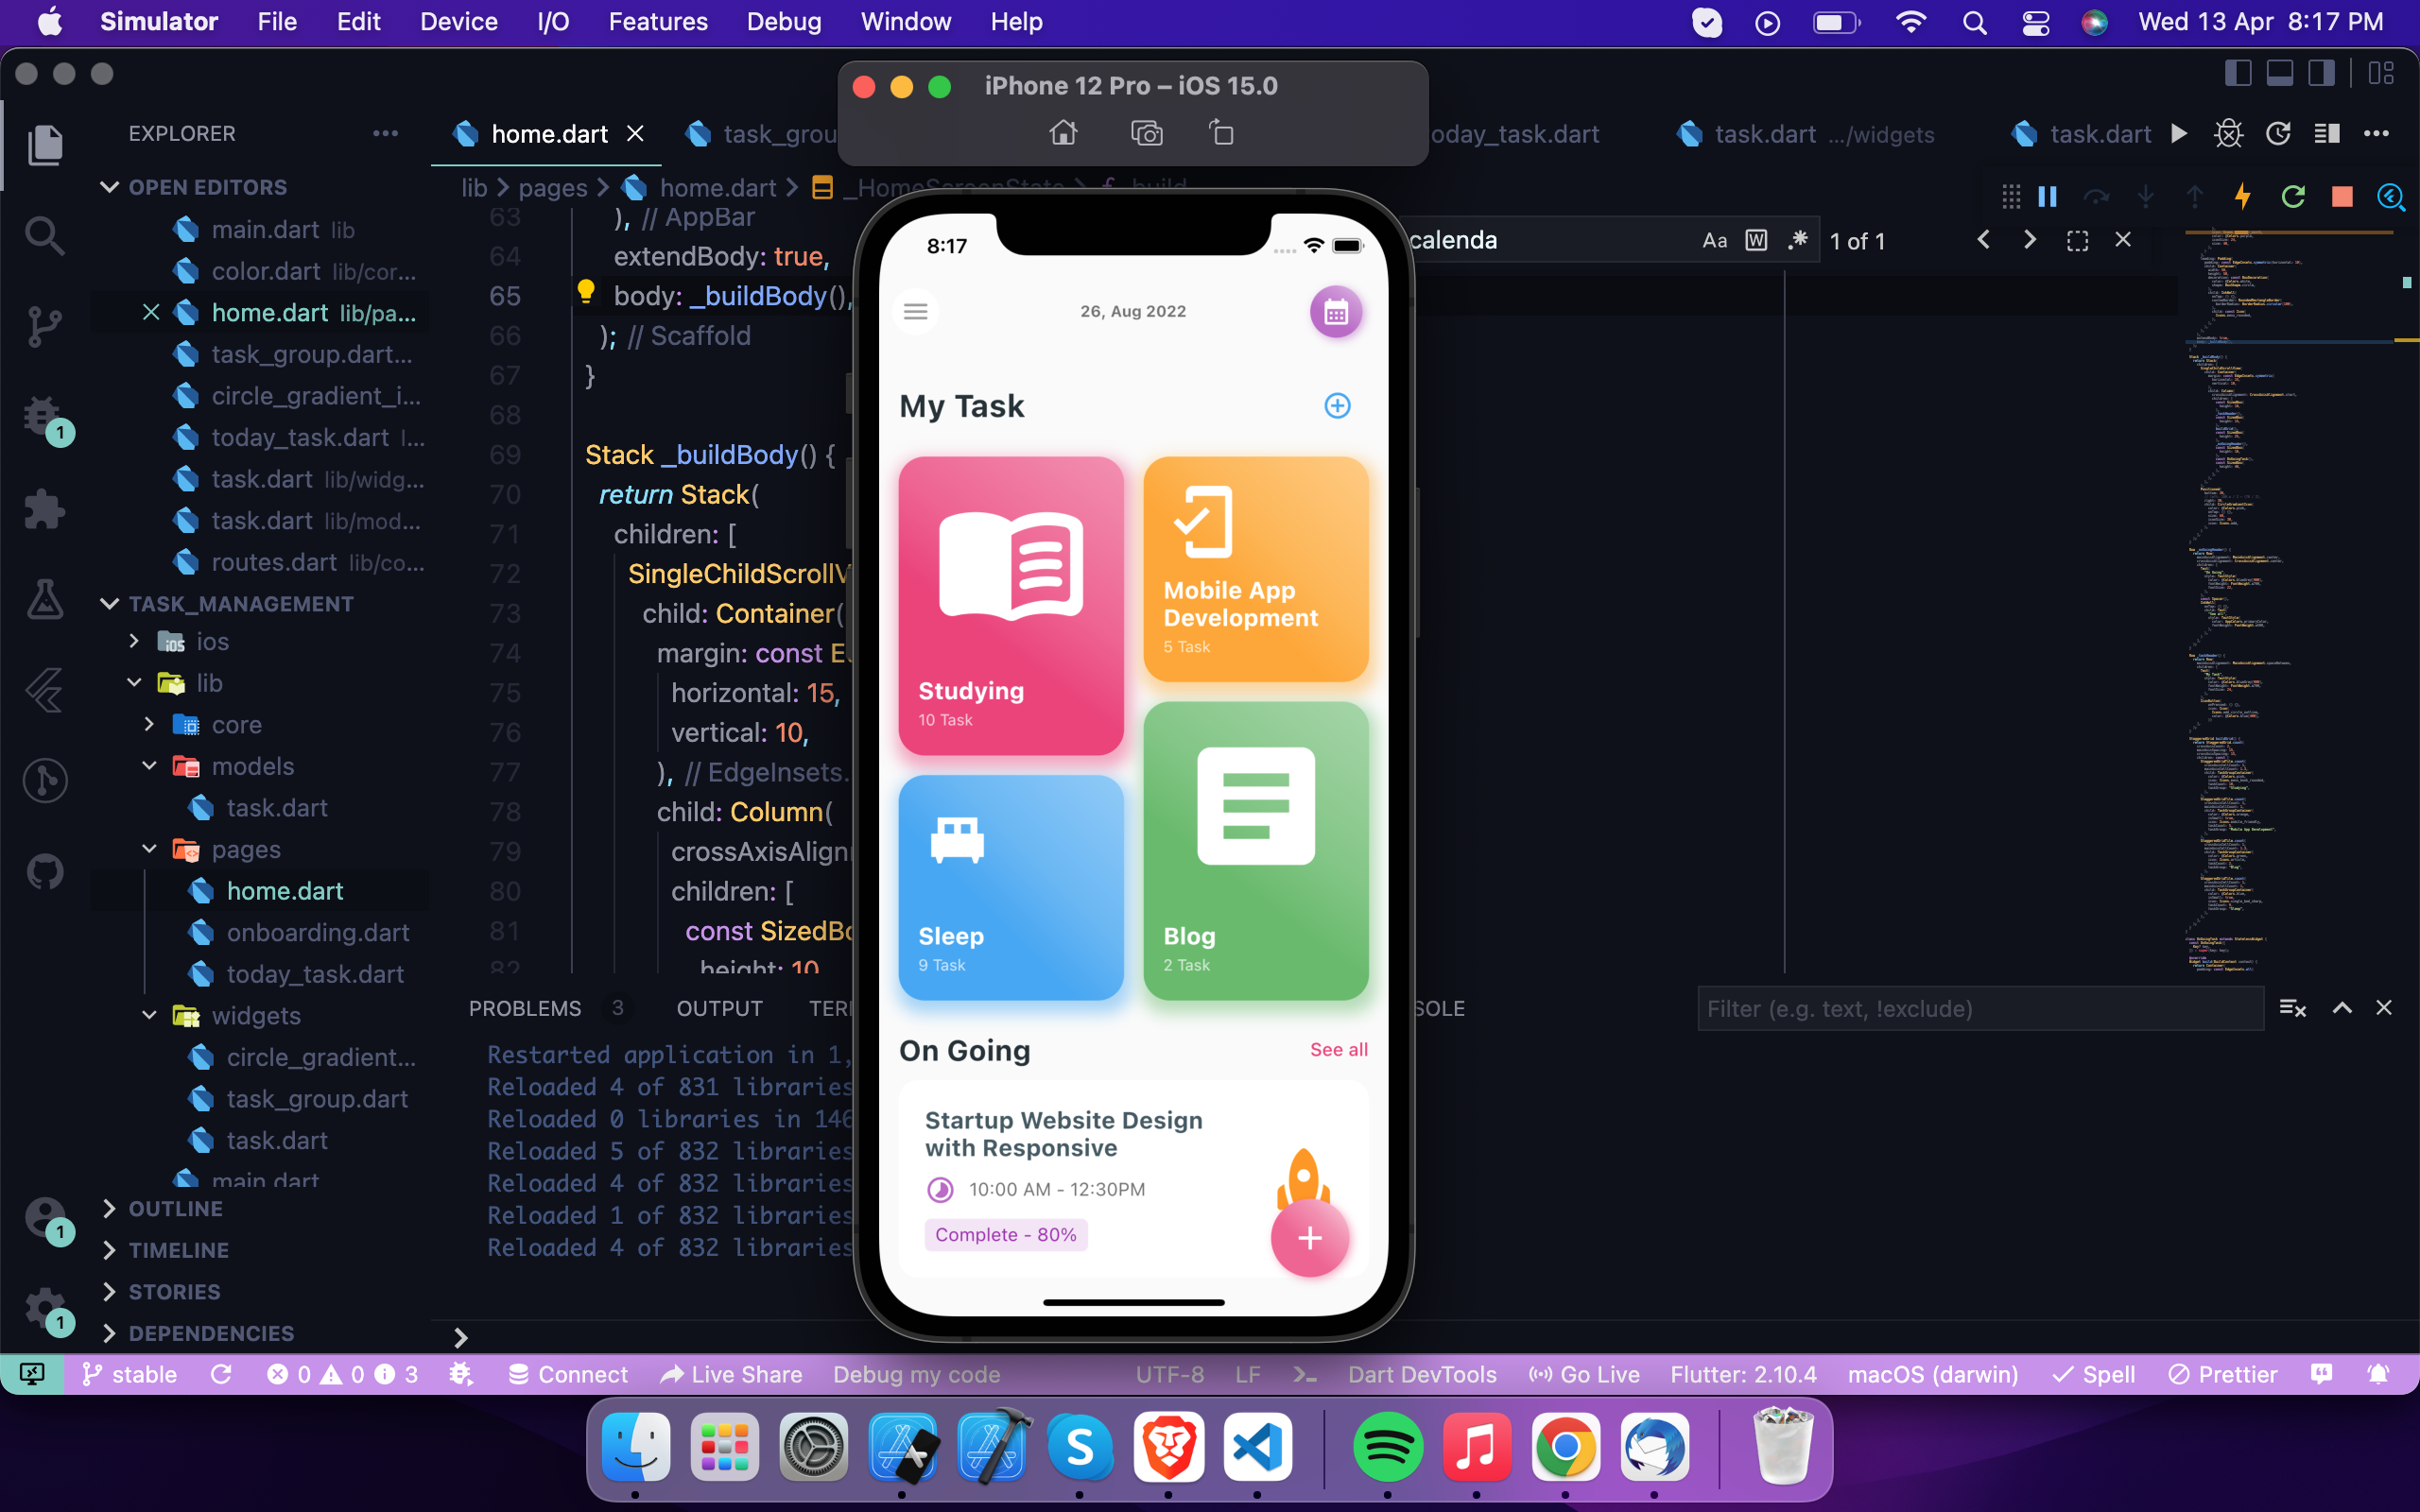 Simulator File Edit Device I/O Features Debug Window Help
Wed 13 Apr 8:17 PM
iPhone 12 Pro – iOS 15.0
EXPLORER
OPEN EDITORS
main.dart lib
color.dart lib/cor...
home.dart lib/pa...
task_group.dart...
circle_gradient_i...
today_task.dart l...
task.dart lib/widg...
task.dart lib/mod...
routes.dart lib/co...
TASK_MANAGEMENT
ios
lib
core
models
task.dart
pages
home.dart
onboarding.dart
today_task.dart
widgets
circle_gradient...
task_group.dart
task.dart
main.dart
OUTLINE
TIMELINE
STORIES
DEPENDENCIES
1
1
1
home.dart
task_grou
oday_task.dart
task.dart .../widgets
task.dart
lib > pages > home.dart > _HomeScreenState > build
calenda
Aa
W
1 of 1
63 ), // AppBar
64 extendBody: true,
65 body: _buildBody(),
66 ); // Scaffold
67 }
68
69 Stack _buildBody() {
70 return Stack(
71 children: [
72 SingleChildScrollV
73 child: Container(
74 margin: const E
75 horizontal: 15,
76 vertical: 10,
77 ), // EdgeInsets.
78 child: Column(
79 crossAxisAlign
80 children: [
81 const SizedBo
82 height: 10
PROBLEMS 3 OUTPUT TER
SOLE
Filter (e.g. text, !exclude)
Restarted application in 1,
Reloaded 4 of 831 libraries
Reloaded 0 libraries in 146
Reloaded 5 of 832 libraries
Reloaded 4 of 832 libraries
Reloaded 1 of 832 libraries
Reloaded 4 of 832 libraries
8:17
26, Aug 2022
My Task
Studying
10 Task
Mobile App
Development
5 Task
Sleep
9 Task
Blog
2 Task
On Going
See all
Startup Website Design
with Responsive
10:00 AM - 12:30PM
Complete - 80%
stable 0 0 3 Connect Live Share Debug my code UTF-8 LF Dart DevTools Go Live Flutter: 2.10.4 macOS (darwin) Spell Prettier